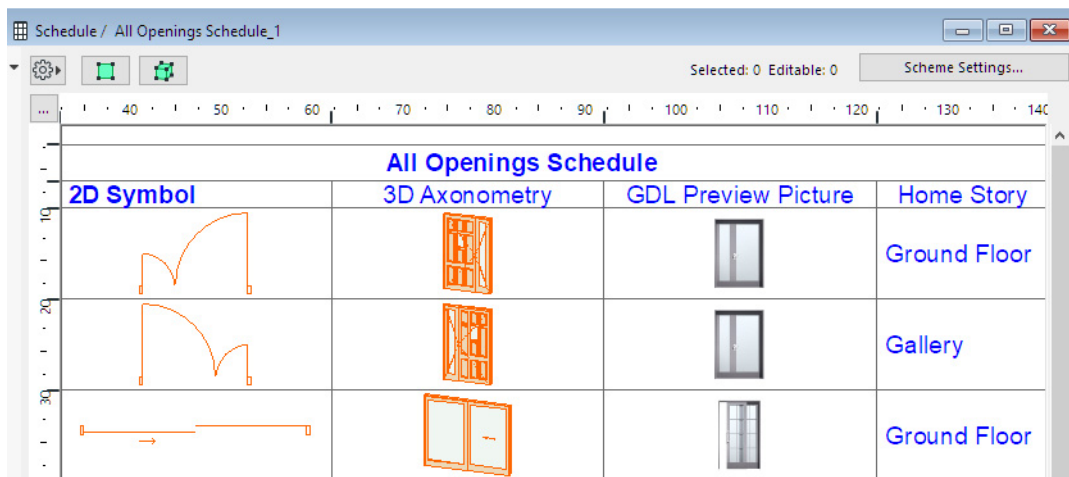 Schedule / All Openings Schedule_1
Selected: 0 Editable: 0 Scheme Settings...
... 40 50 60 70 80 90 100 110 120 130 140
All Openings Schedule
2D Symbol 3D Axonometry GDL Preview Picture Home Story
10
Ground Floor
20
Gallery
30
Ground Floor